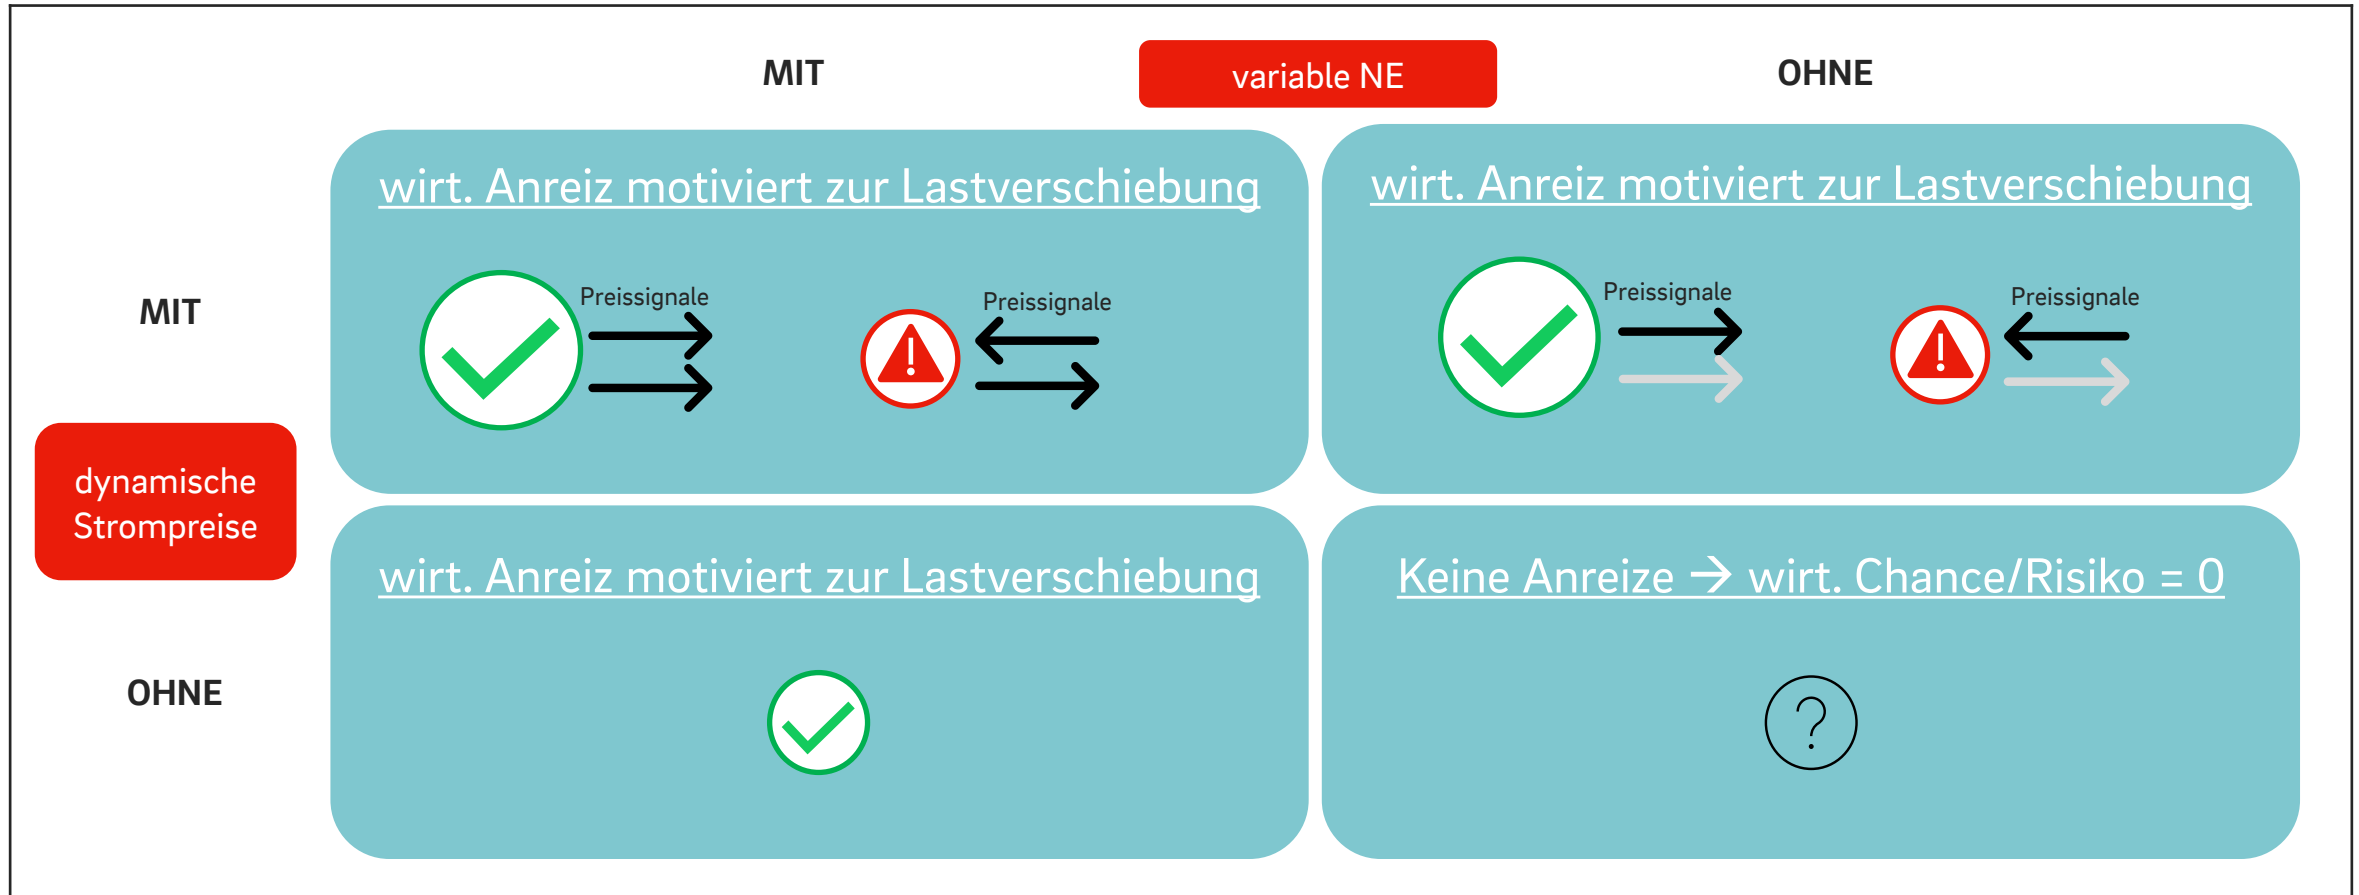 MIT
variable NE
OHNE
wirt. Anreiz motiviert zur Lastverschiebung
wirt. Anreiz motiviert zur Lastverschiebung
MIT
Preissignale
Preissignale
Preissignale
Preissignale
dynamische
Strompreise
wirt. Anreiz motiviert zur Lastverschiebung
Keine Anreize → wirt. Chance/Risiko = 0
OHNE
?